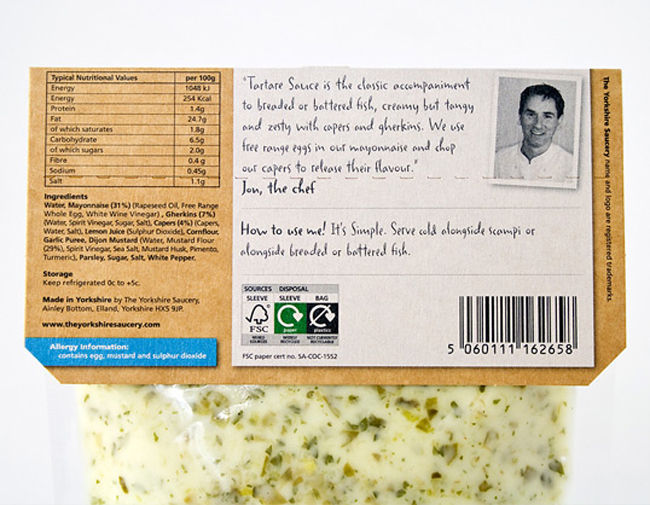 Typical Nutritional Values per 100g
Energy 1048 kJ
Energy 254 Kcal
Protein 1.4g
Fat 24.7g
of which saturates 1.8g
Carbohydrate 6.5g
of which sugars 2.0g
Fibre 0.4 g
Sodium 0.45g
Salt 1.1g
Ingredients
Water, Mayonnaise (31%) (Rapeseed Oil, Free Range
Whole Egg, White Wine Vinegar) , Gherkins (7%)
(Water, Spirit Vinegar, Sugar, Salt), Capers (4%) (Capers,
Water, Salt), Lemon Juice (Sulphur Dioxide), Cornflour,
Garlic Puree, Dijon Mustard (Water, Mustard Flour
(29%), Spirit Vinegar, Sea Salt, Mustard Husk, Pimento,
Turmeric), Parsley, Sugar, Salt, White Pepper.
Storage
Keep refrigerated 0c to +5c.
Made in Yorkshire by The Yorkshire Saucery,
Ainley Bottom, Elland, Yorkshire HX5 9JP.
www.theyorkshiresaucery.com
Allergy Information:
contains egg, mustard and sulphur dioxide
"Tartare Sauce is the classic accompaniment
to breaded or battered fish, creamy but tangy
and zesty with capers and gherkins. We use
free range eggs in our mayonnaise and chop
our capers to release their flavour."
Jon, the chef
How to use me! It's Simple. Serve cold alongside scampi or
alongside breaded or battered fish.
SOURCES DISPOSAL
SLEEVE SLEEVE BAG
FSC paper plastics
MIXED SOURCES WIDELY RECYCLED NOT CURRENTLY RECYCLABLE
FSC paper cert no. SA-COC-1552
5 060111 162658
The Yorkshire Saucery name and logo are registered trademarks.